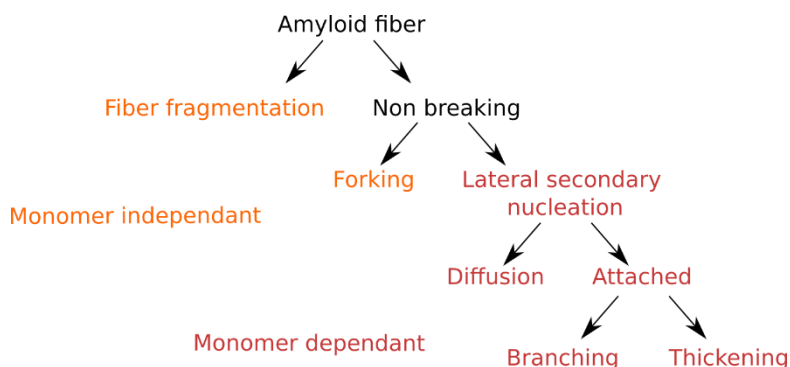 Amyloid fiber
Fiber fragmentation
Non breaking
Forking
Lateral secondary
nucleation
Monomer independant
Diffusion
Attached
Monomer dependant
Branching
Thickening